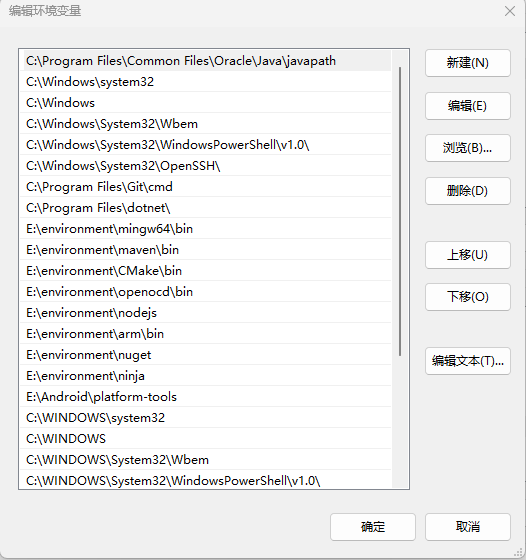 编辑环境变量
C:\Program Files\Common Files\Oracle\Java\javapath
C:\Windows\system32
C:\Windows
C:\Windows\System32\Wbem
C:\Windows\System32\WindowsPowerShell\v1.0\
C:\Windows\System32\OpenSSH\
C:\Program Files\Git\cmd
C:\Program Files\dotnet\
E:\environment\mingw64\bin
E:\environment\maven\bin
E:\environment\CMake\bin
E:\environment\openocd\bin
E:\environment\nodejs
E:\environment\arm\bin
E:\environment\nuget
E:\environment\ninja
E:\Android\platform-tools
C:\WINDOWS\system32
C:\WINDOWS
C:\WINDOWS\System32\Wbem
C:\WINDOWS\System32\WindowsPowerShell\v1.0\
新建(N)
编辑(E)
浏览(B)...
删除(D)
上移(U)
下移(O)
编辑文本(T)...
确定
取消